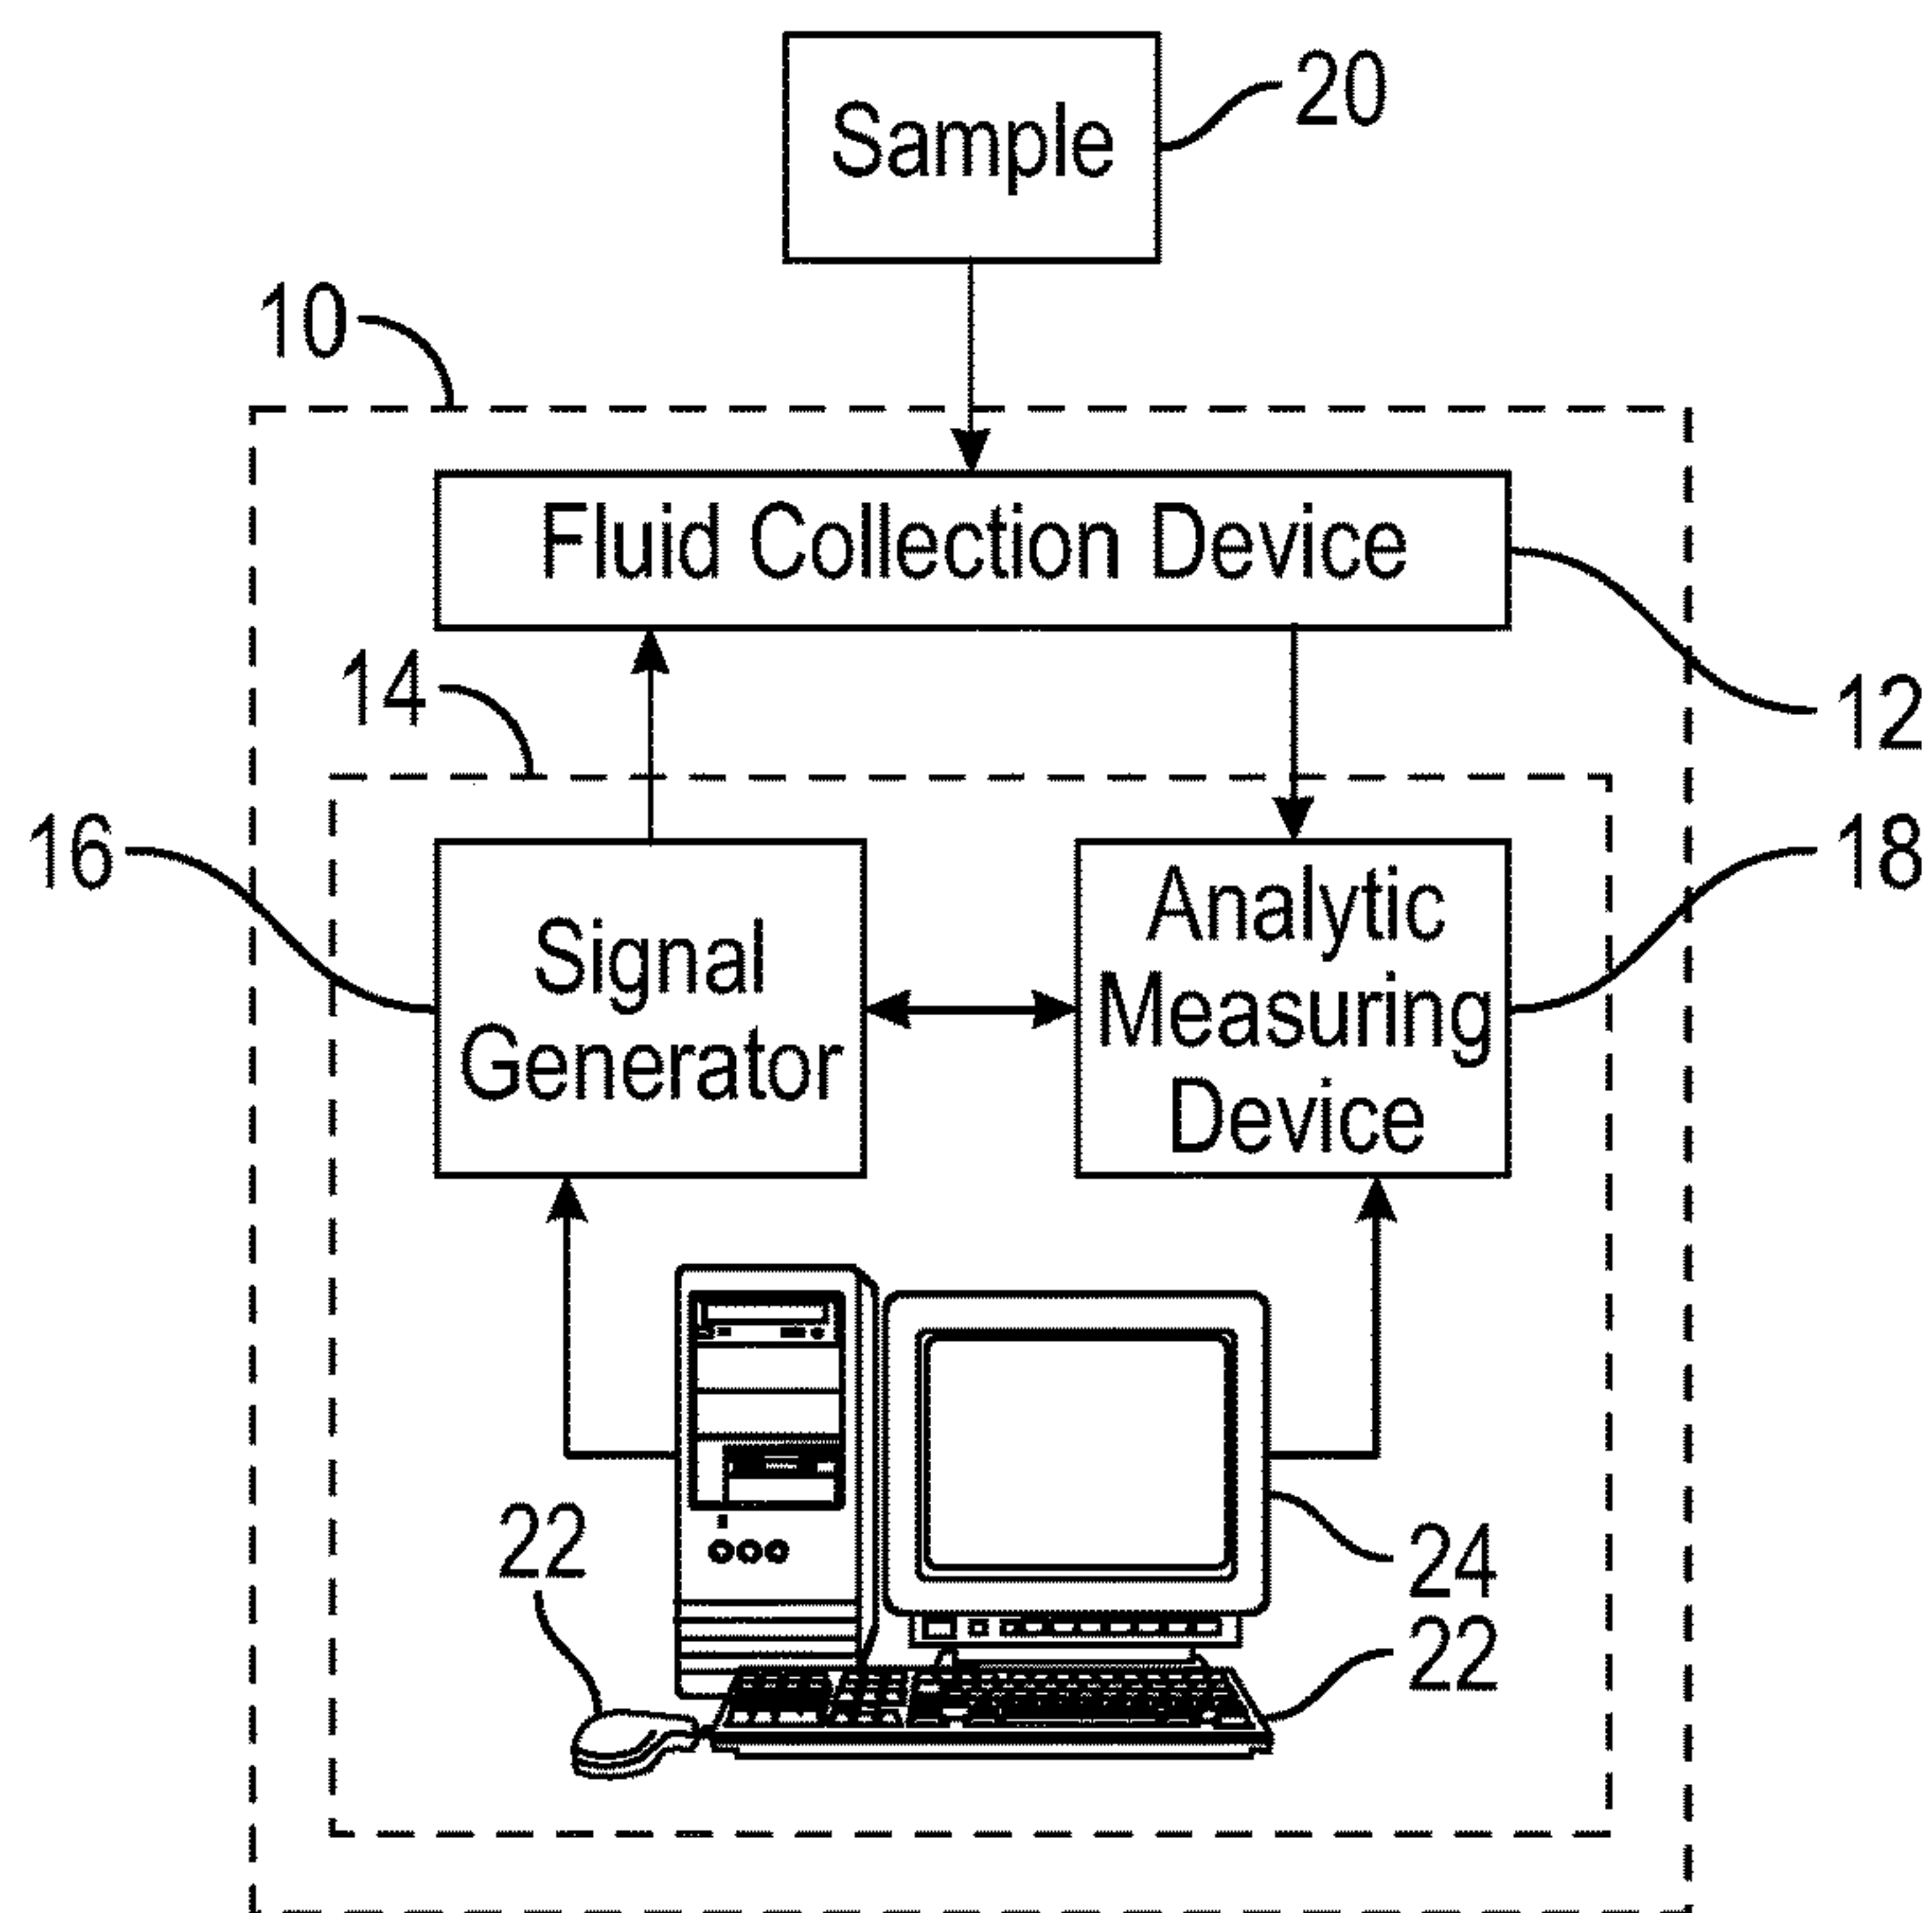 Sample
20
10
Fluid Collection Device
12
14
16
18
Signal
Generator
Analytic
Measuring
Device
22
24
22